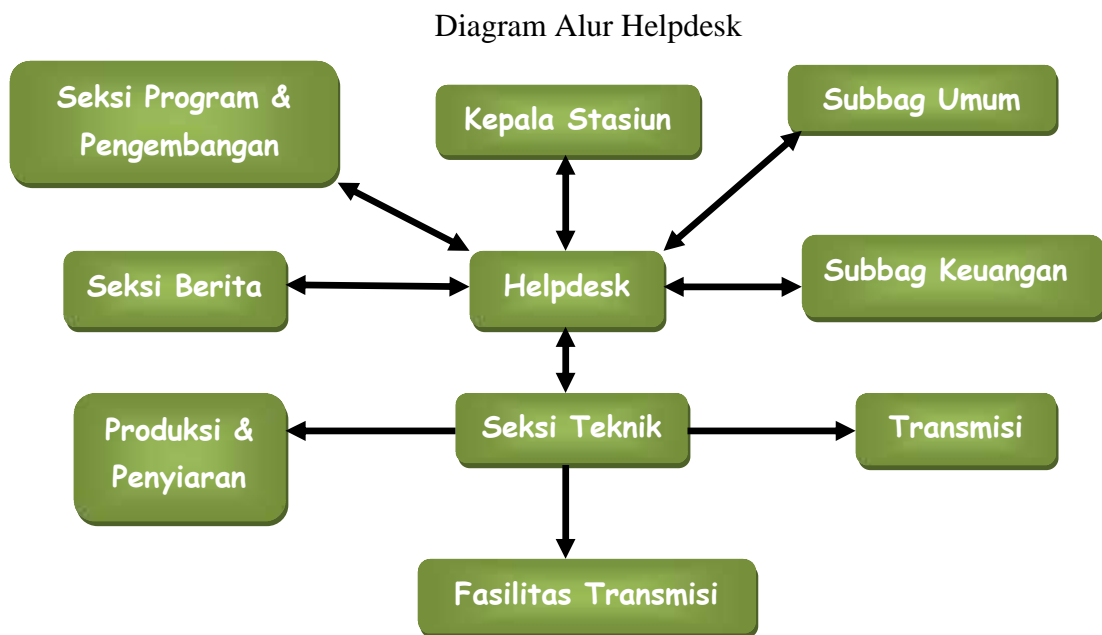 Diagram Alur Helpdesk
Seksi Program &
Pengembangan
Kepala Stasiun
Subbag Umum
Seksi Berita
Helpdesk
Subbag Keuangan
Produksi &
Penyiaran
Seksi Teknik
Transmisi
Fasilitas Transmisi